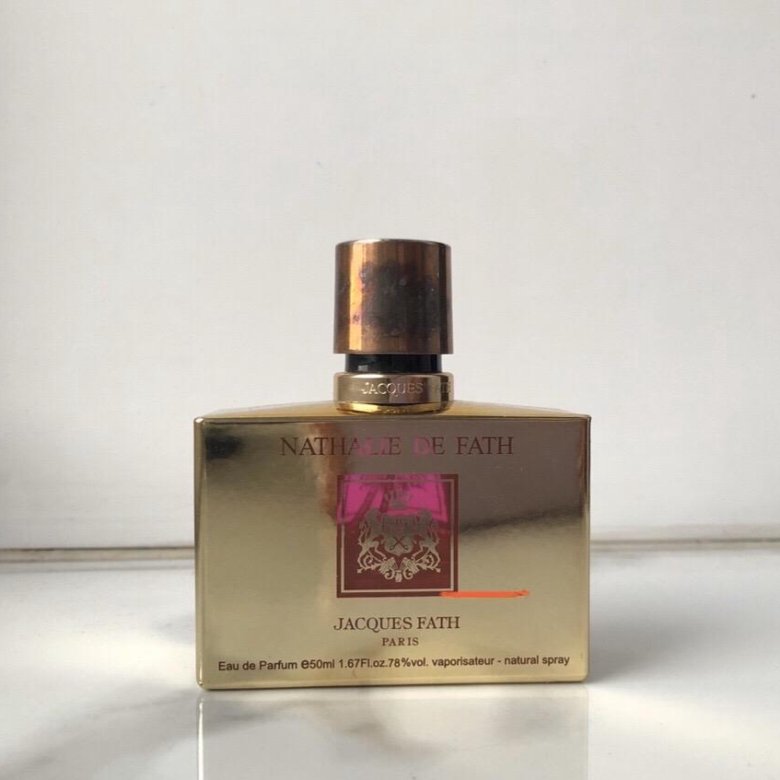 JACQUES FATH
NATHALIE DE FATH
JACQUES FATH
PARIS
Eau de Parfum ℮50ml 1.67Fl.oz.78%vol. vaporisateur - natural spray